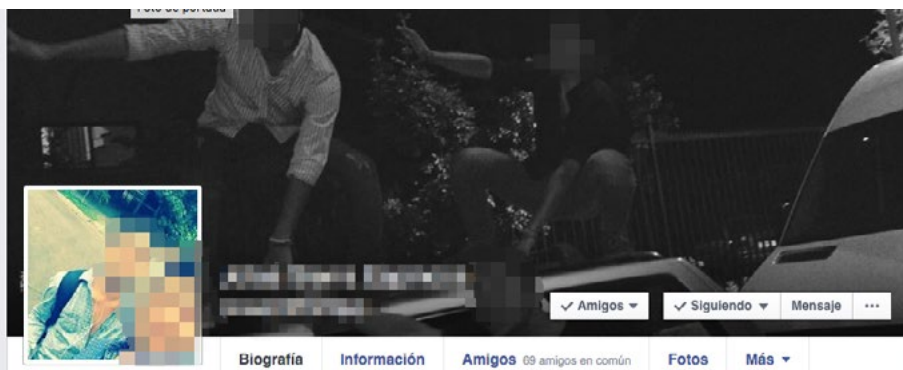 Foto de portada
Amigos
Siguiendo
Mensaje
...
Biografía
Información
Amigos 69 amigos en común
Fotos
Más